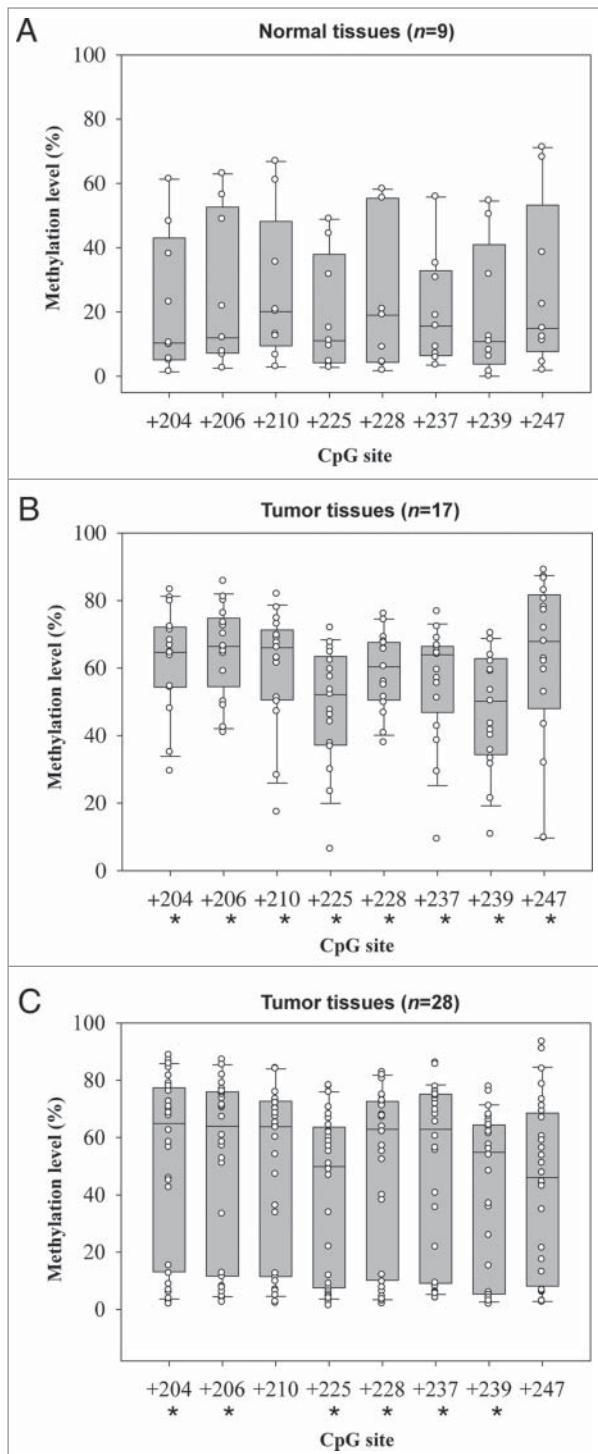 A
Normal tissues (n=9)
100
80
60
40
20
0
Methylation level (%)
+204 +206 +210 +225 +228 +237 +239 +247
CpG site
B
Tumor tissues (n=17)
100
80
60
40
20
0
Methylation level (%)
+204 +206 +210 +225 +228 +237 +239 +247
* * * * * * * *
CpG site
C
Tumor tissues (n=28)
100
80
60
40
20
0
Methylation level (%)
+204 +206 +210 +225 +228 +237 +239 +247
* * * * * *
CpG site